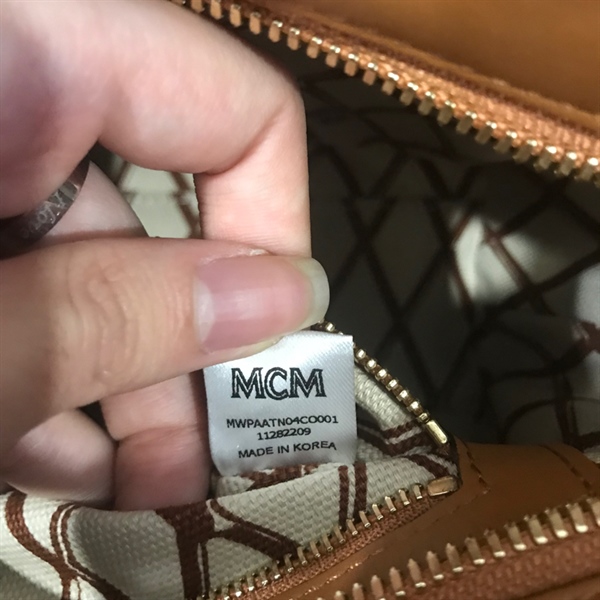 MCM
MWPAATN04CO001
11282209
MADE IN KOREA